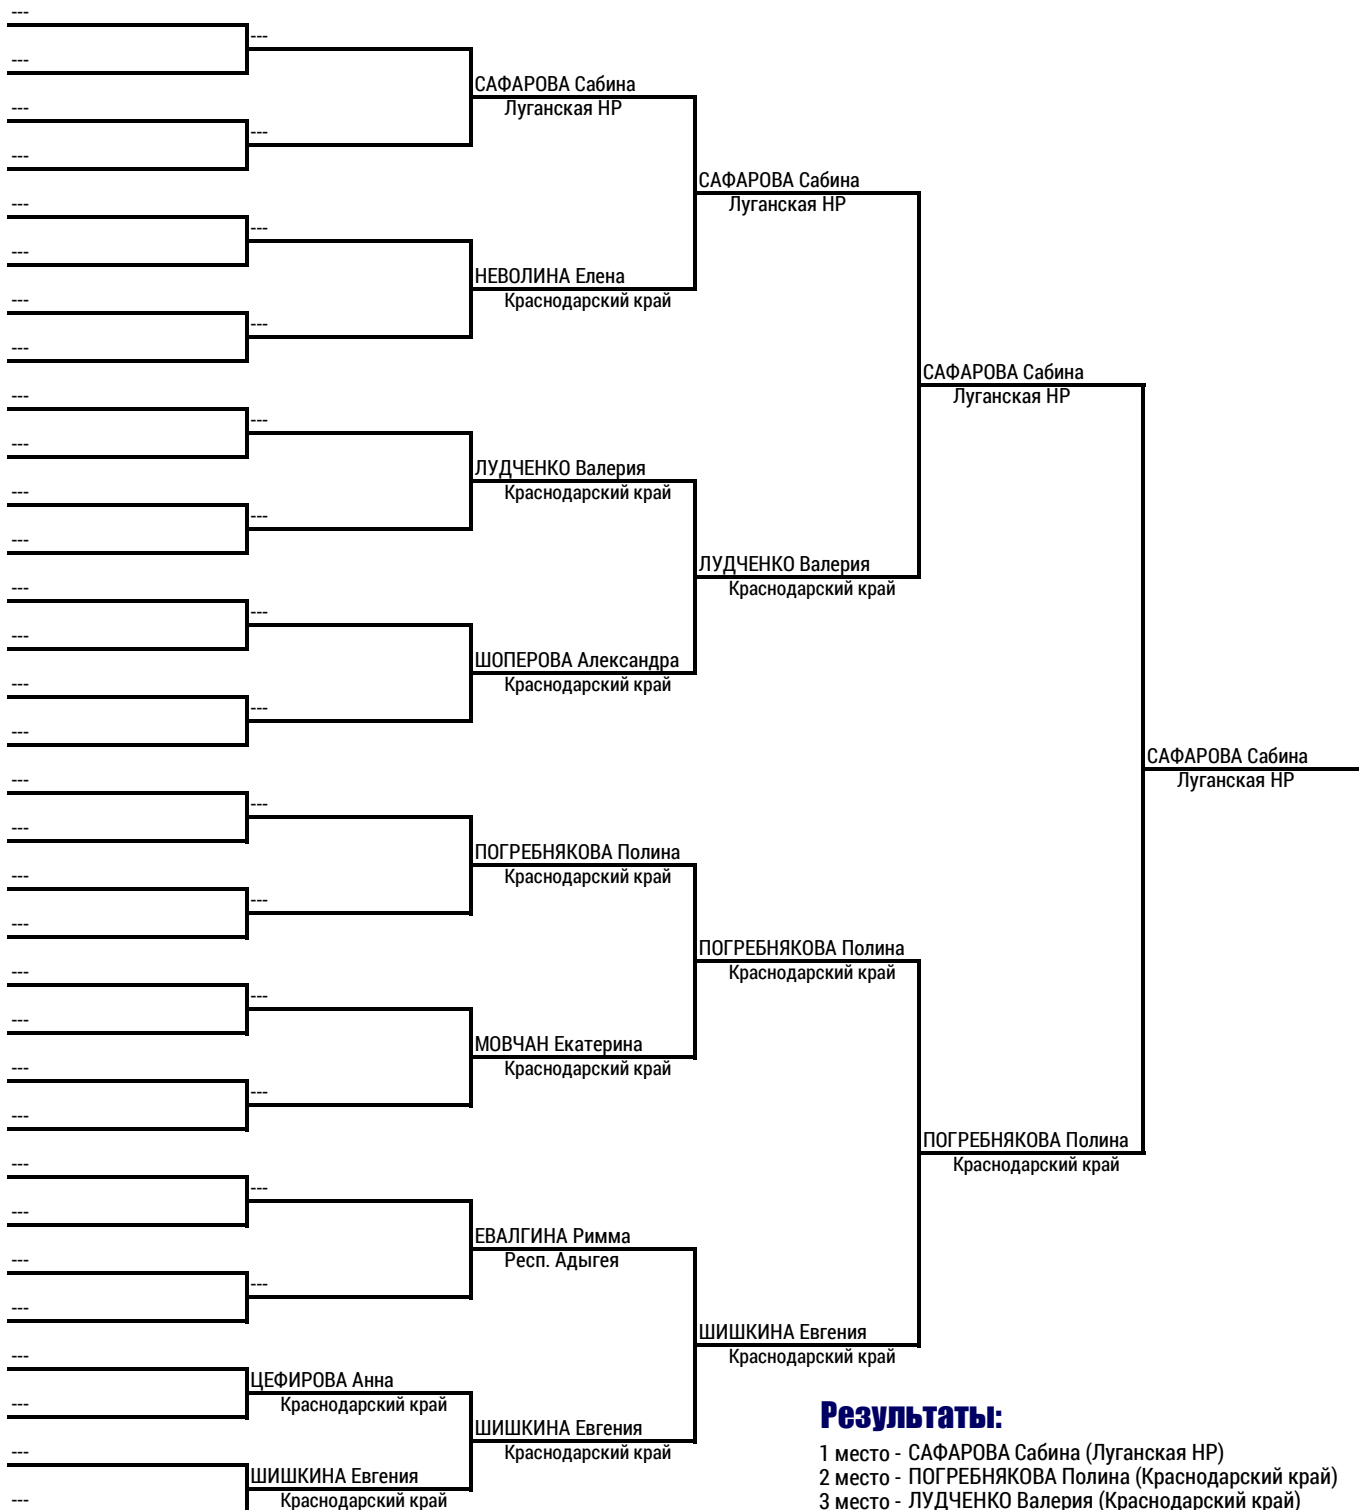 ---
---
---
---
---
---
САФАРОВА Сабина
Луганская НР
---
---
---
---
---
---
НЕВОЛИНА Елена
Краснодарский край
САФАРОВА Сабина
Луганская НР
---
---
---
---
---
---
ЛУДЧЕНКО Валерия
Краснодарский край
---
---
---
---
---
---
ШОПЕРОВА Александра
Краснодарский край
ЛУДЧЕНКО Валерия
Краснодарский край
САФАРОВА Сабина
Луганская НР
---
---
---
---
---
---
ПОГРЕБНЯКОВА Полина
Краснодарский край
---
---
---
---
---
---
МОВЧАН Екатерина
Краснодарский край
ПОГРЕБНЯКОВА Полина
Краснодарский край
---
---
---
---
---
---
ЕВАЛГИНА Римма
Респ. Адыгея
---
---
ЦЕФИРОВА Анна
Краснодарский край
---
---
ШИШКИНА Евгения
Краснодарский край
ШИШКИНА Евгения
Краснодарский край
ШИШКИНА Евгения
Краснодарский край
ПОГРЕБНЯКОВА Полина
Краснодарский край
САФАРОВА Сабина
Луганская НР
Результаты:
1 место - САФАРОВА Сабина (Луганская НР)
2 место - ПОГРЕБНЯКОВА Полина (Краснодарский край)
3 место - ЛУДЧЕНКО Валерия (Краснодарский край)